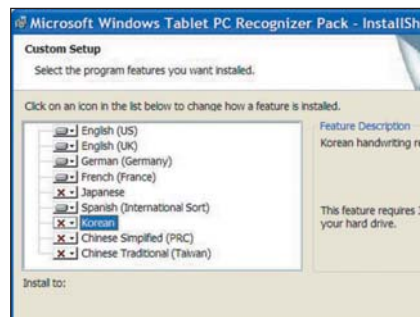 Microsoft Windows Tablet PC Recognizer Pack - InstallSh
Custom Setup
Select the program features you want installed.
Click on an icon in the list below to change how a feature is installed.
English (US)
English (UK)
German (Germany)
French (France)
Japanese
Spanish (International Sort)
Korean
Chinese Simplified (PRC)
Chinese Traditional (Taiwan)
Feature Description
Korean handwriting re
This feature requires
your hard drive.
Install to: